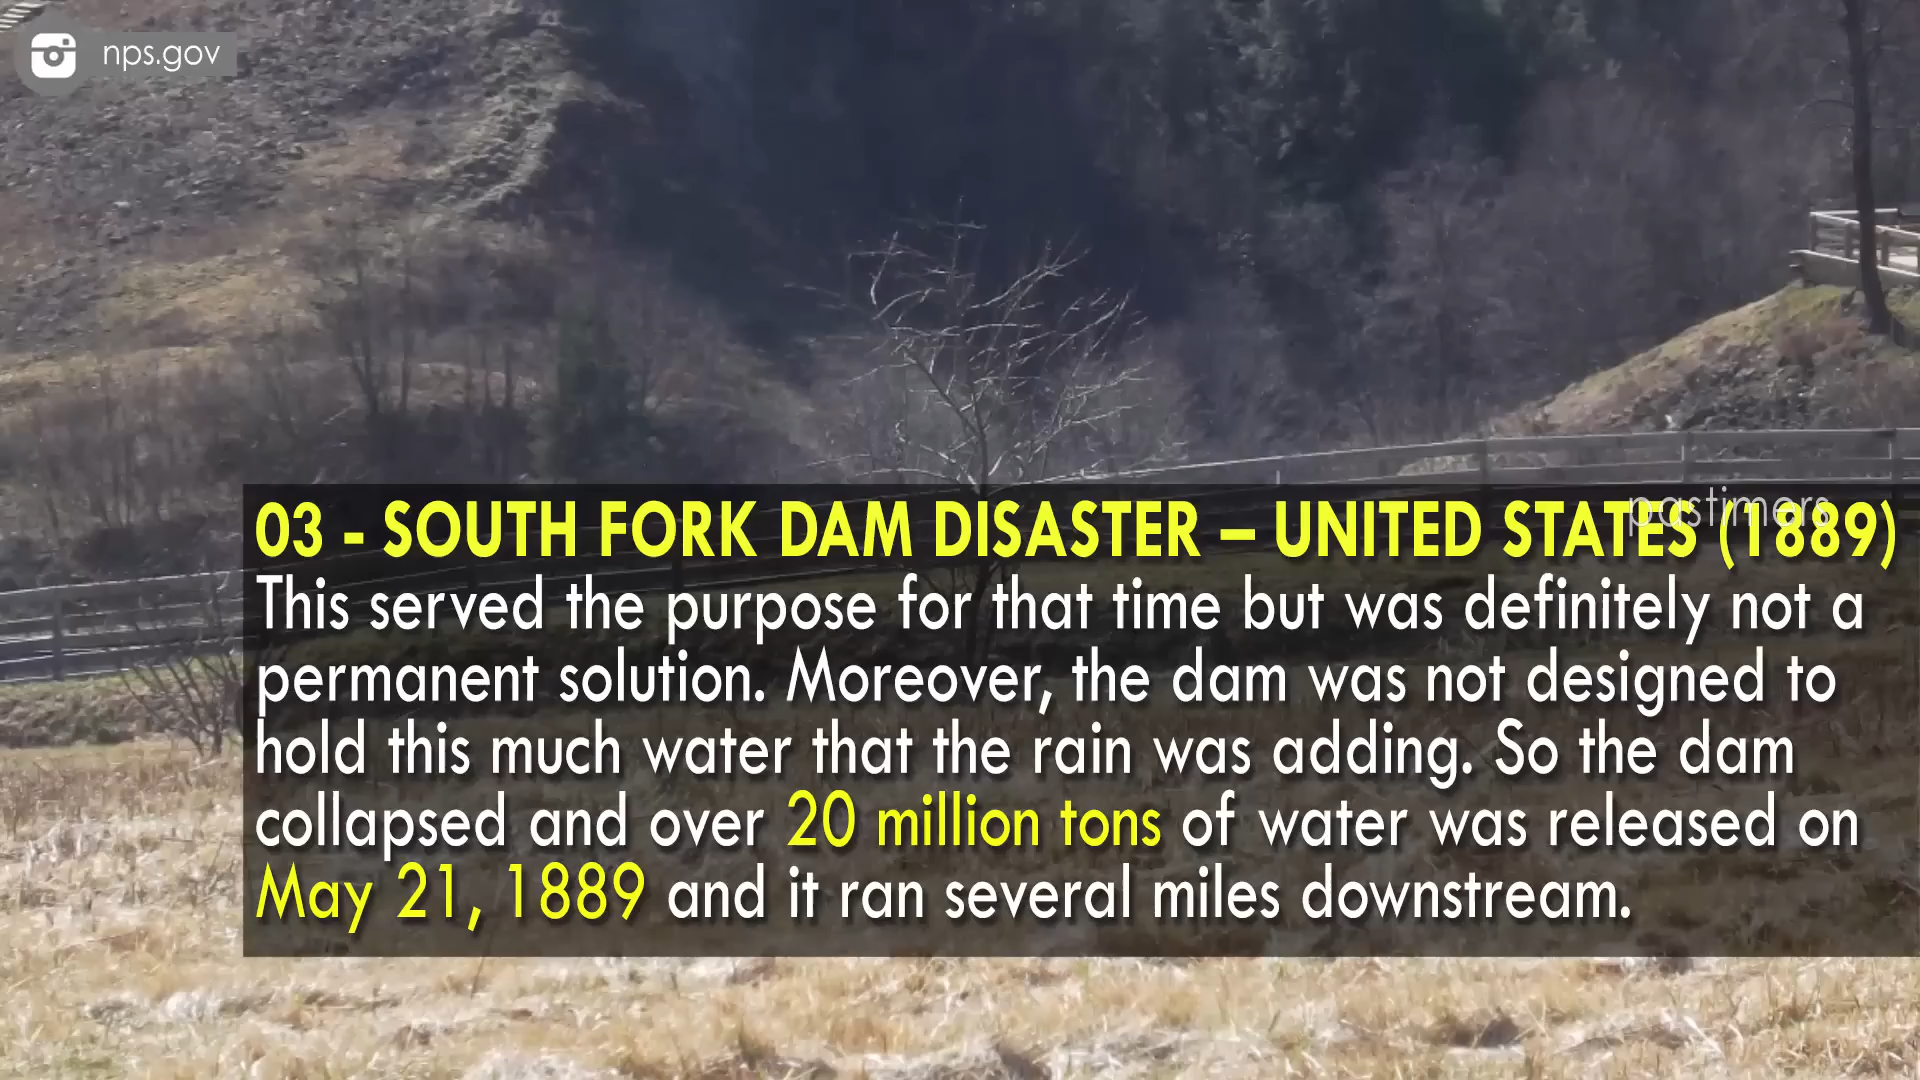 nps.gov
03 - SOUTH FORK DAM DISASTER – UNITED STATES (1889)
pastimers
This served the purpose for that time but was definitely not a
permanent solution. Moreover, the dam was not designed to
hold this much water that the rain was adding. So the dam
collapsed and over 20 million tons of water was released on
May 21, 1889 and it ran several miles downstream.